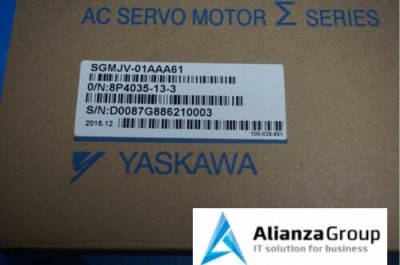 AC SERVO MOTOR Σ SERIES
SGMJV-01AAA61
O/N:8P4035-13-3
S/N:D0087G886210003
2015.12
YASKAWA
AlianzaGroup
IT solution for business